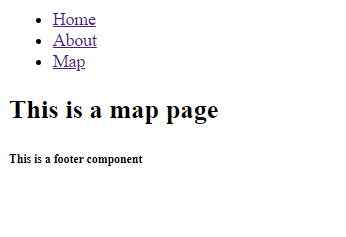 Home
About
Map
This is a map page
This is a footer component